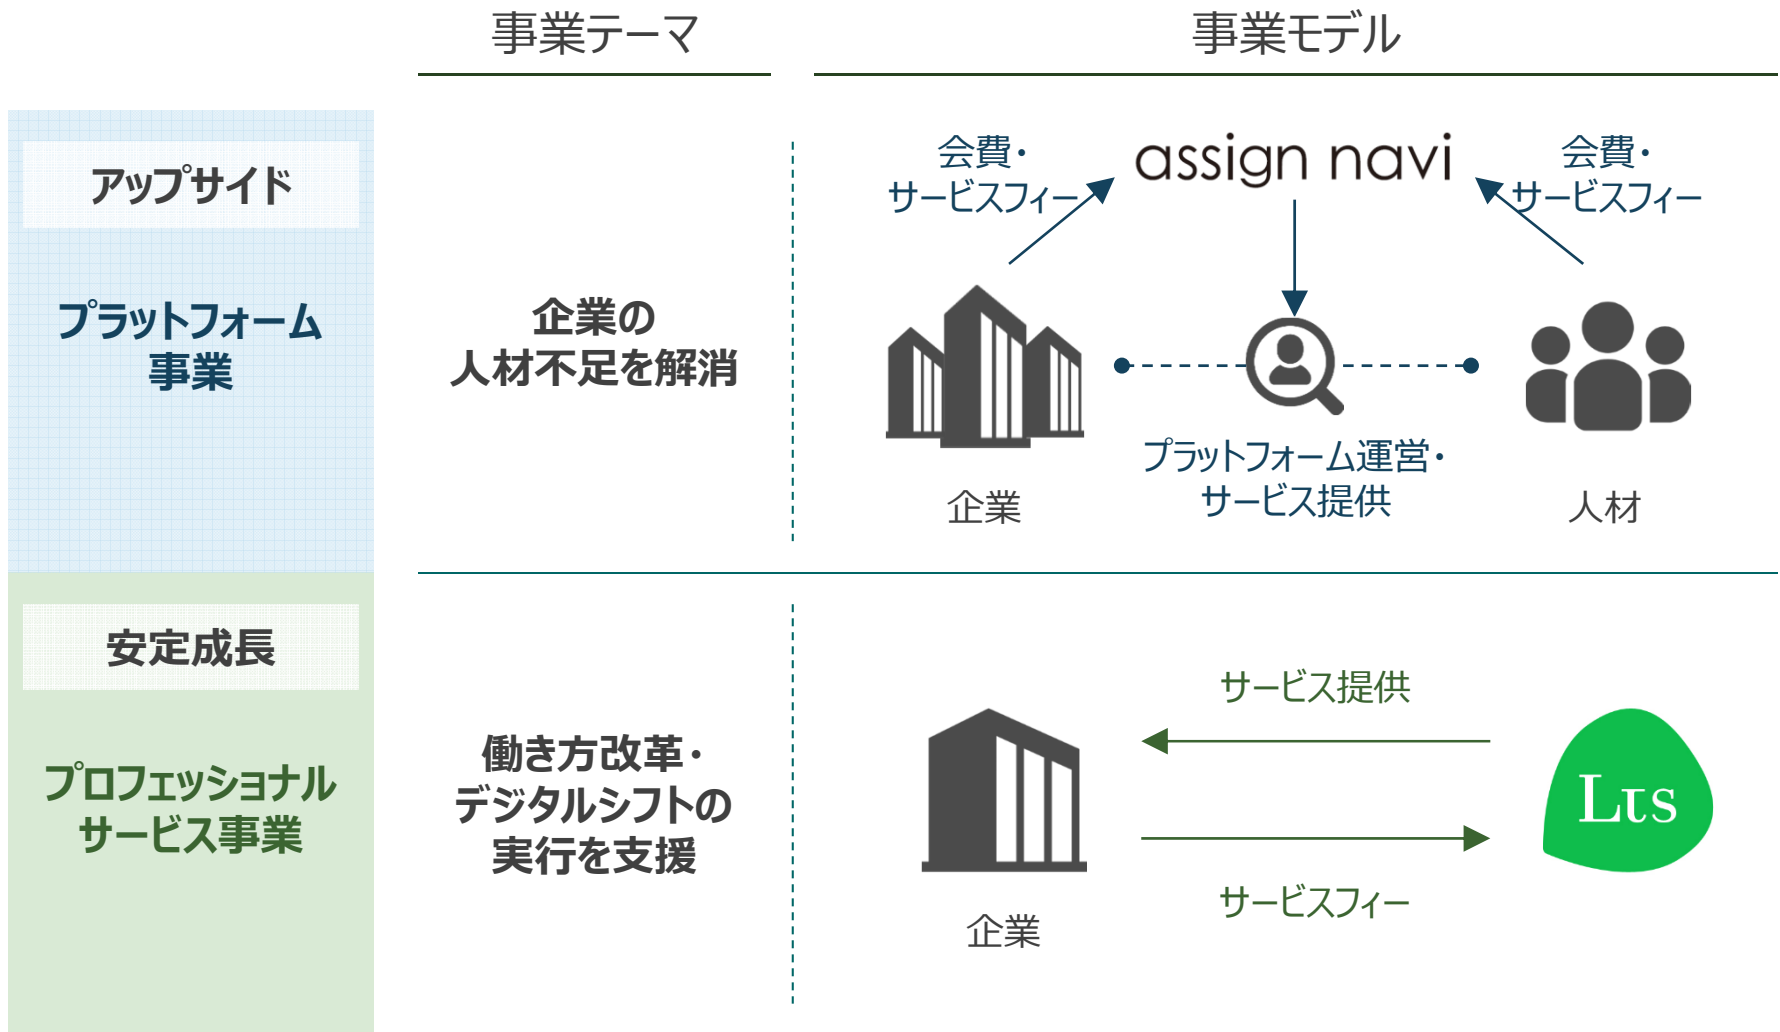 事業テーマ
事業モデル
アップサイド
プラットフォーム
事業
企業の
人材不足を解消
会費・
サービスフィー
assign navi
会費・
サービスフィー
企業
プラットフォーム運営・
サービス提供
人材
安定成長
プロフェッショナル
サービス事業
働き方改革・
デジタルシフトの
実行を支援
企業
サービス提供
サービスフィー
Lτs